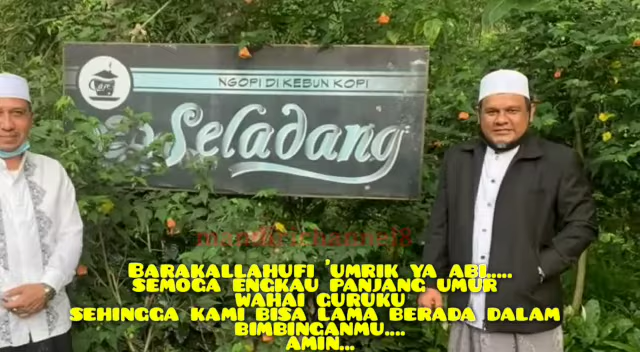 NGOPI DI KEBUN KOPI
Seladang
BARAKALLAHUFI 'UMRIK YA ABI.....
SEMOGA ENGKAU PANJANG UMUR
WAHAI GURUKU
SEHINGGA KAMI BISA LAMA BERADA DALAM
BIMBINGANMU....
AMIN...